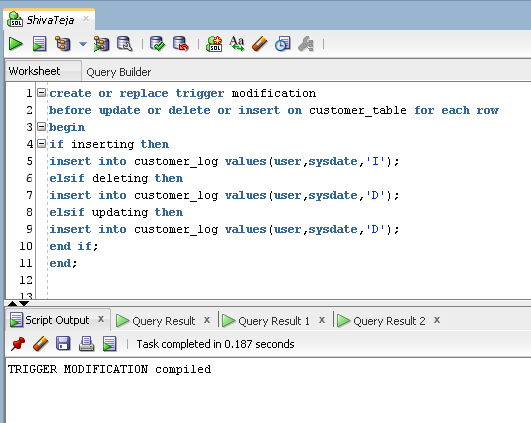 ShivaTeja
Worksheet Query Builder
1 create or replace trigger modification
2 before update or delete or insert on customer_table for each row
3 begin
4 if inserting then
5 insert into customer_log values(user,sysdate,'I');
6 elsif deleting then
7 insert into customer_log values(user,sysdate,'D');
8 elsif updating then
9 insert into customer_log values(user,sysdate,'D');
10 end if;
11 end;
12
13
Script Output x Query Result x Query Result 1 x Query Result 2 x
Task completed in 0.187 seconds
TRIGGER MODIFICATION compiled